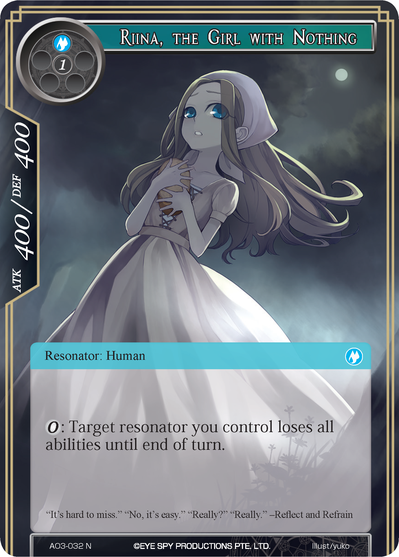 Riina, the Girl with Nothing
1
ATK 400/DEF 400
Resonator: Human
0: Target resonator you control loses all
abilities until end of turn.
"It's hard to miss." "No, it's easy." "Really?" "Really." –Reflect and Refrain
A03-032 N
©EYE SPY PRODUCTIONS PTE. LTD.
Illust/yuko